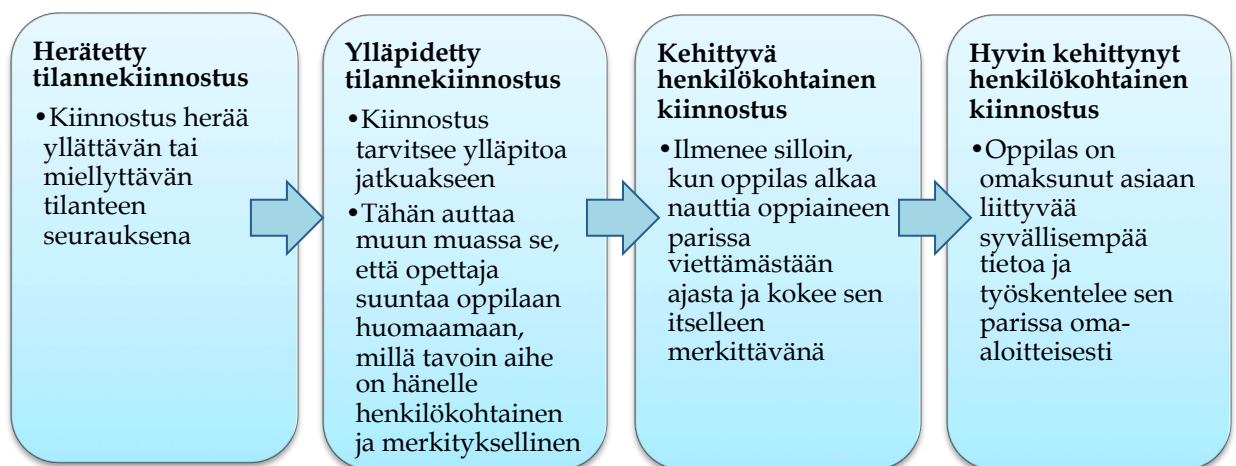 Herätetty
tilannekiinnostus
•Kiinnostus herää
yllättävän tai
miellyttävän
tilanteen
seurauksena
Ylläpidetty
tilannekiinnostus
•Kiinnostus
tarvitsee ylläpitoa
jatkuakseen
•Tähän auttaa
muun muassa se,
että opettaja
suuntaa oppilaan
huomaamaan,
millä tavoin aihe
on hänelle
henkilökohtainen
ja merkityksellinen
Kehittyvä
henkilökohtainen
kiinnostus
•Ilmenee silloin,
kun oppilas alkaa
nauttia oppiaineen
parissa
viettämästään
ajasta ja kokee sen
itselleen
merkittävänä
Hyvin kehittynyt
henkilökohtainen
kiinnostus
•Oppilas on
omaksunut asiaan
liittyvää
syvällisempää
tietoa ja
työskentelee sen
parissa oma-
aloitteisesti